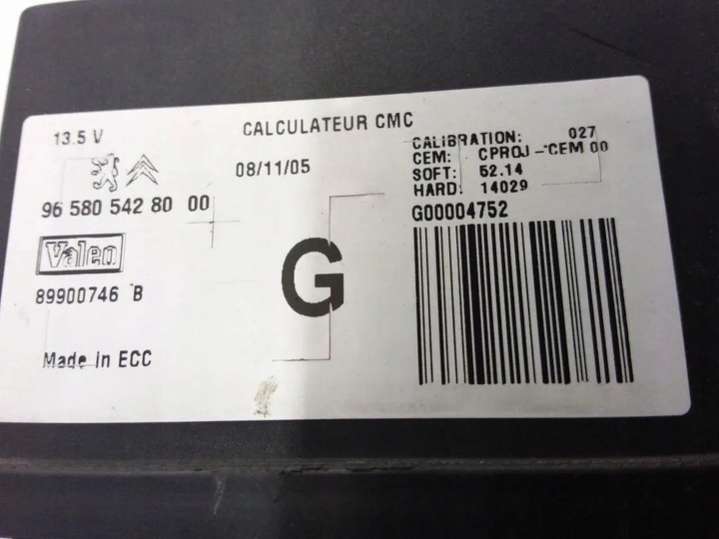 13.5 V
CALCULATEUR CMC
08/11/05
96 580 542 80 00
Valeo
89900746 B
Made in ECC
G
CALIBRATION: 027
CEM: CPROJ-CEM 00
SOFT: 52.14
HARD: 14029
G00004752